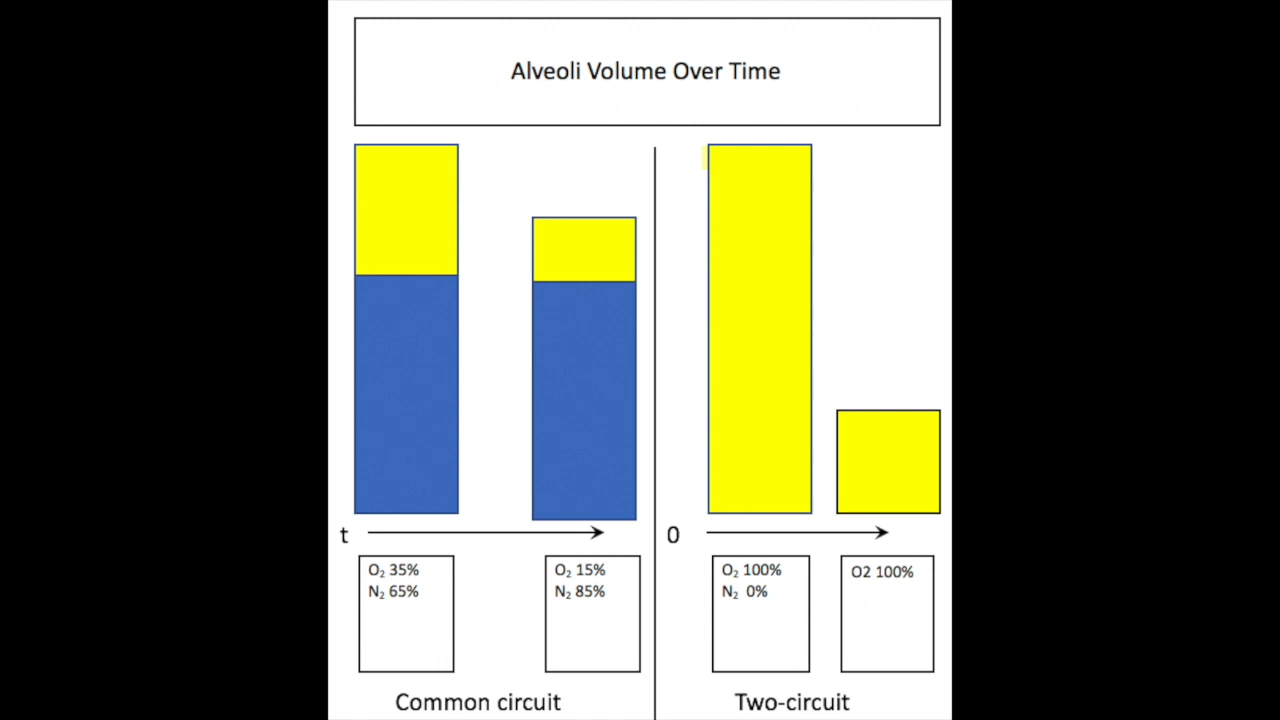 Alveoli Volume Over Time
t
0
O₂ 35%
N₂ 65%
O₂ 15%
N₂ 85%
O₂ 100%
N₂ 0%
O2 100%
Common circuit
Two-circuit